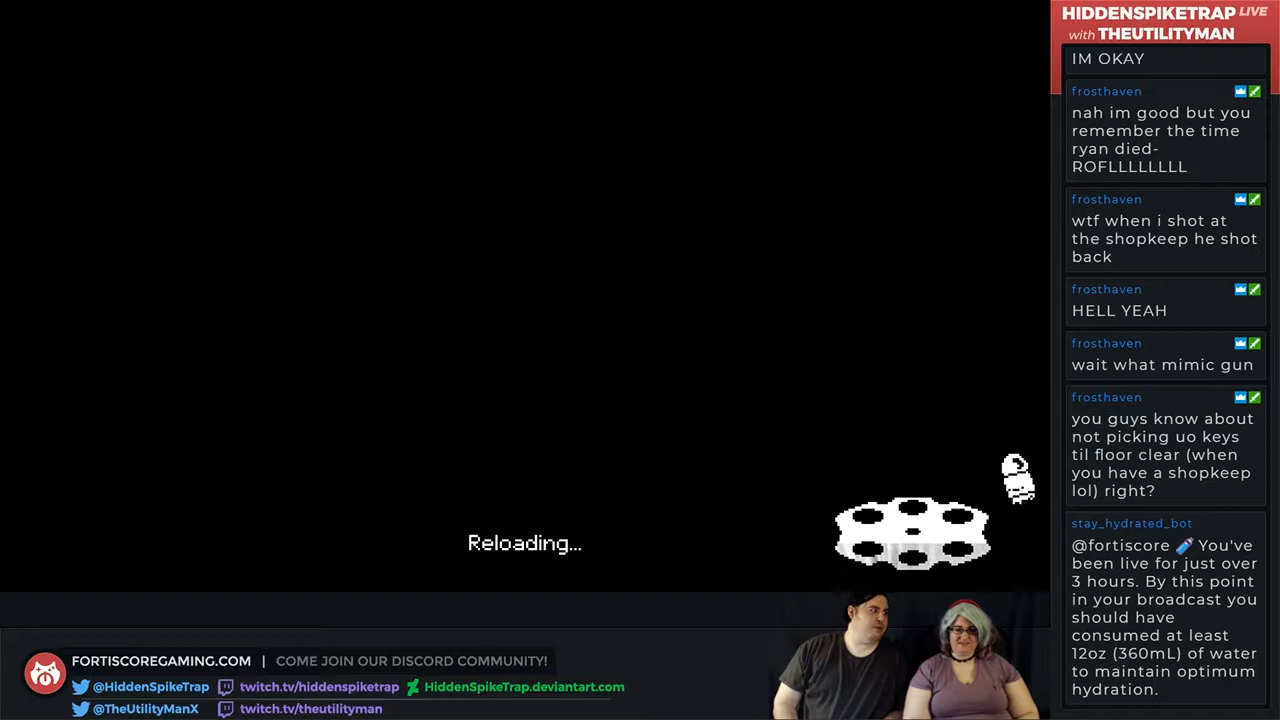 HIDDENSPIKETRAP LIVE
with THEUTILITYMAN
IM OKAY
frosthaven
nah im good but you
remember the time
ryan died-
ROFLLLLLLLL
frosthaven
wtf when i shot at
the shopkeep he shot
back
frosthaven
HELL YEAH
frosthaven
wait what mimic gun
frosthaven
you guys know about
not picking uo keys
til floor clear (when
you have a shopkeep
lol) right?
stay_hydrated_bot
@fortiscore You've
been live for just over
3 hours. By this point
in your broadcast you
should have
consumed at least
12oz (360mL) of water
to maintain optimum
hydration.
Reloading...
FORTISCOREGAMING.COM | COME JOIN OUR DISCORD COMMUNITY!
@HiddenSpikeTrap twitch.tv/hiddenspiketrap HiddenSpikeTrap.deviantart.com
@TheUtilityManX twitch.tv/theutilityman